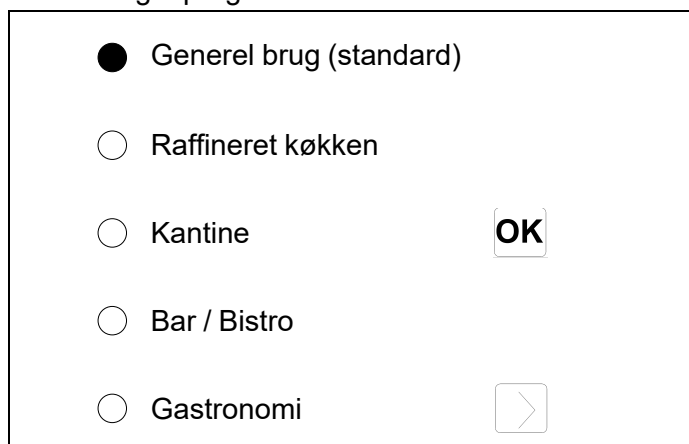 Generel brug (standard)
Raffineret køkken
Kantine
OK
Bar / Bistro
Gastronomi